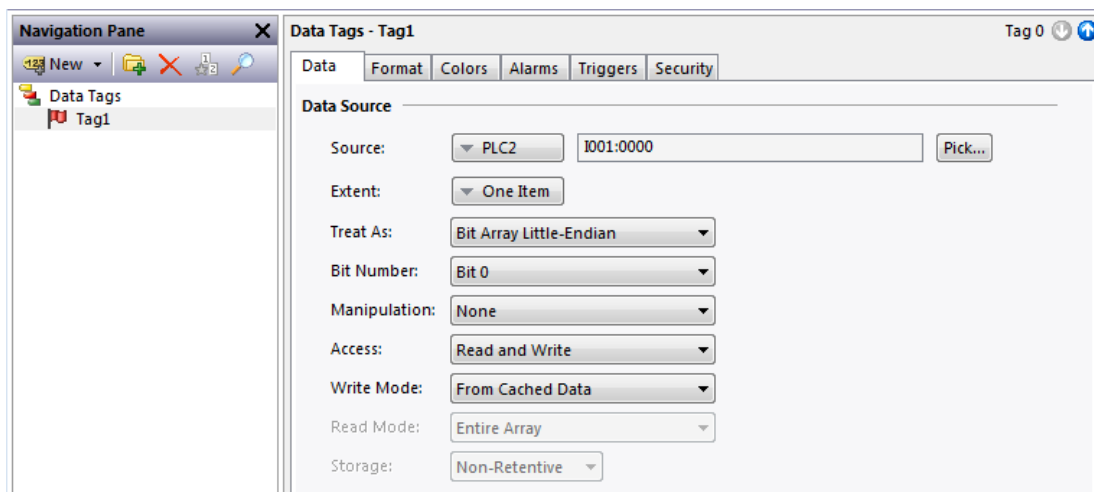 Navigation Pane
New
Data Tags
Tag1
Data Tags - Tag1
Tag 0
Data
Format
Colors
Alarms
Triggers
Security
Data Source
Source: PLC2 I001:0000 Pick...
Extent: One Item
Treat As: Bit Array Little-Endian
Bit Number: Bit 0
Manipulation: None
Access: Read and Write
Write Mode: From Cached Data
Read Mode: Entire Array
Storage: Non-Retentive